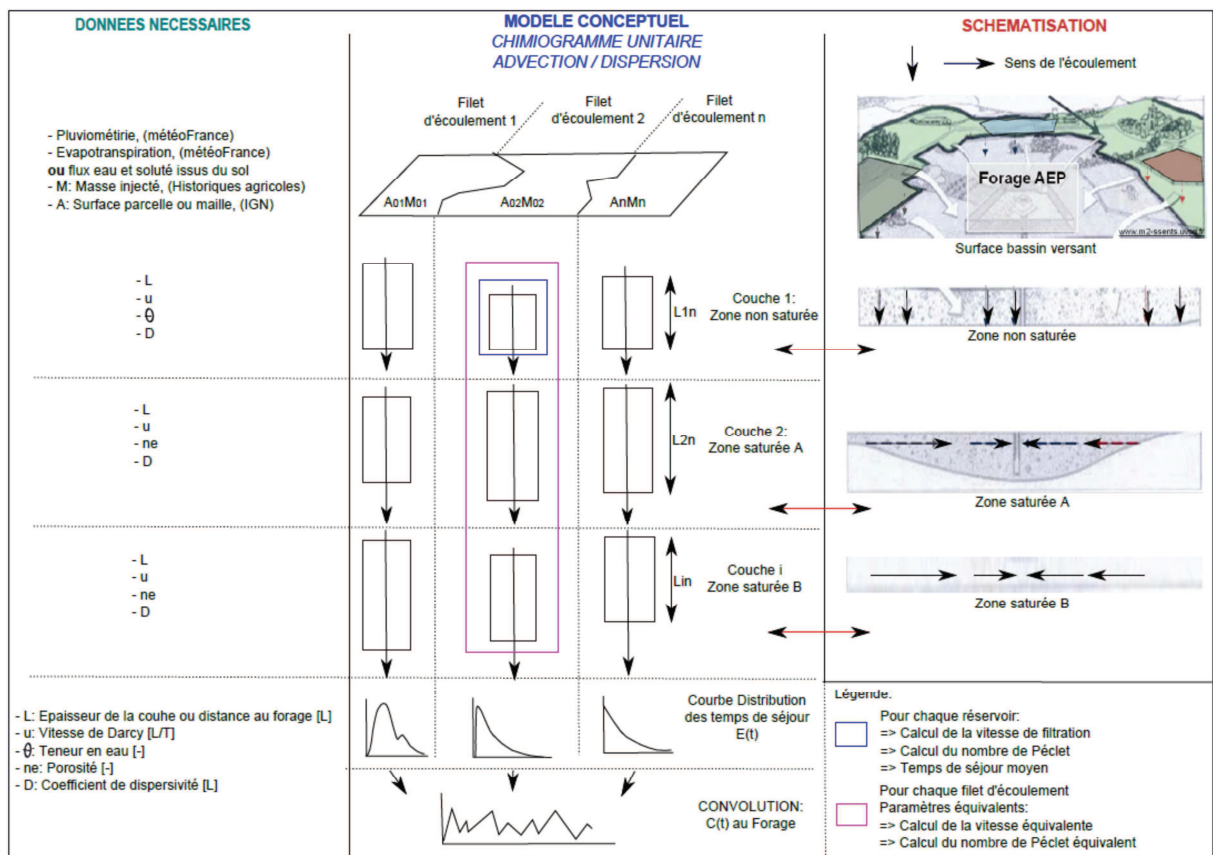 DONNEES NECESSAIRES
- Pluviométirie, (météoFrance)
- Evapotranspiration, (météoFrance)
ou flux eau et soluté issus du sol
- M: Masse injecté, (Historiques agricoles)
- A: Surface parcelle ou maille, (IGN)
- L
- u
- θ
- D
- L
- u
- ne
- D
- L
- u
- ne
- D
- L: Epaisseur de la couhe ou distance au forage [L]
- u: Vitesse de Darcy [L/T]
- θ: Teneur en eau [-]
- ne: Porosité [-]
- D: Coefficient de dispersivité [L]
MODELE CONCEPTUEL
CHIMIOGRAMME UNITAIRE
ADVECTION / DISPERSION
Filet
d'écoulement 1
Filet
d'écoulement 2
Filet
d'écoulement n
A01M01
A02M02
AnMn
L1n
Couche 1:
Zone non saturée
L2n
Couche 2:
Zone saturée A
Lin
Couche i
Zone saturée B
Courbe Distribution
des temps de séjour
E(t)
CONVOLUTION:
C(t) au Forage
SCHEMATISATION
Sens de l'écoulement
Forage AEP
Surface bassin versant
Zone non saturée
Zone saturée A
Zone saturée B
Légende:
Pour chaque réservoir:
=> Calcul de la vitesse de filtration
=> Calcul du nombre de Péclet
=> Temps de séjour moyen
Pour chaque filet d'écoulement
Paramètres équivalents:
=> Calcul de la vitesse équivalente
=> Calcul du nombre de Péclet équivalent